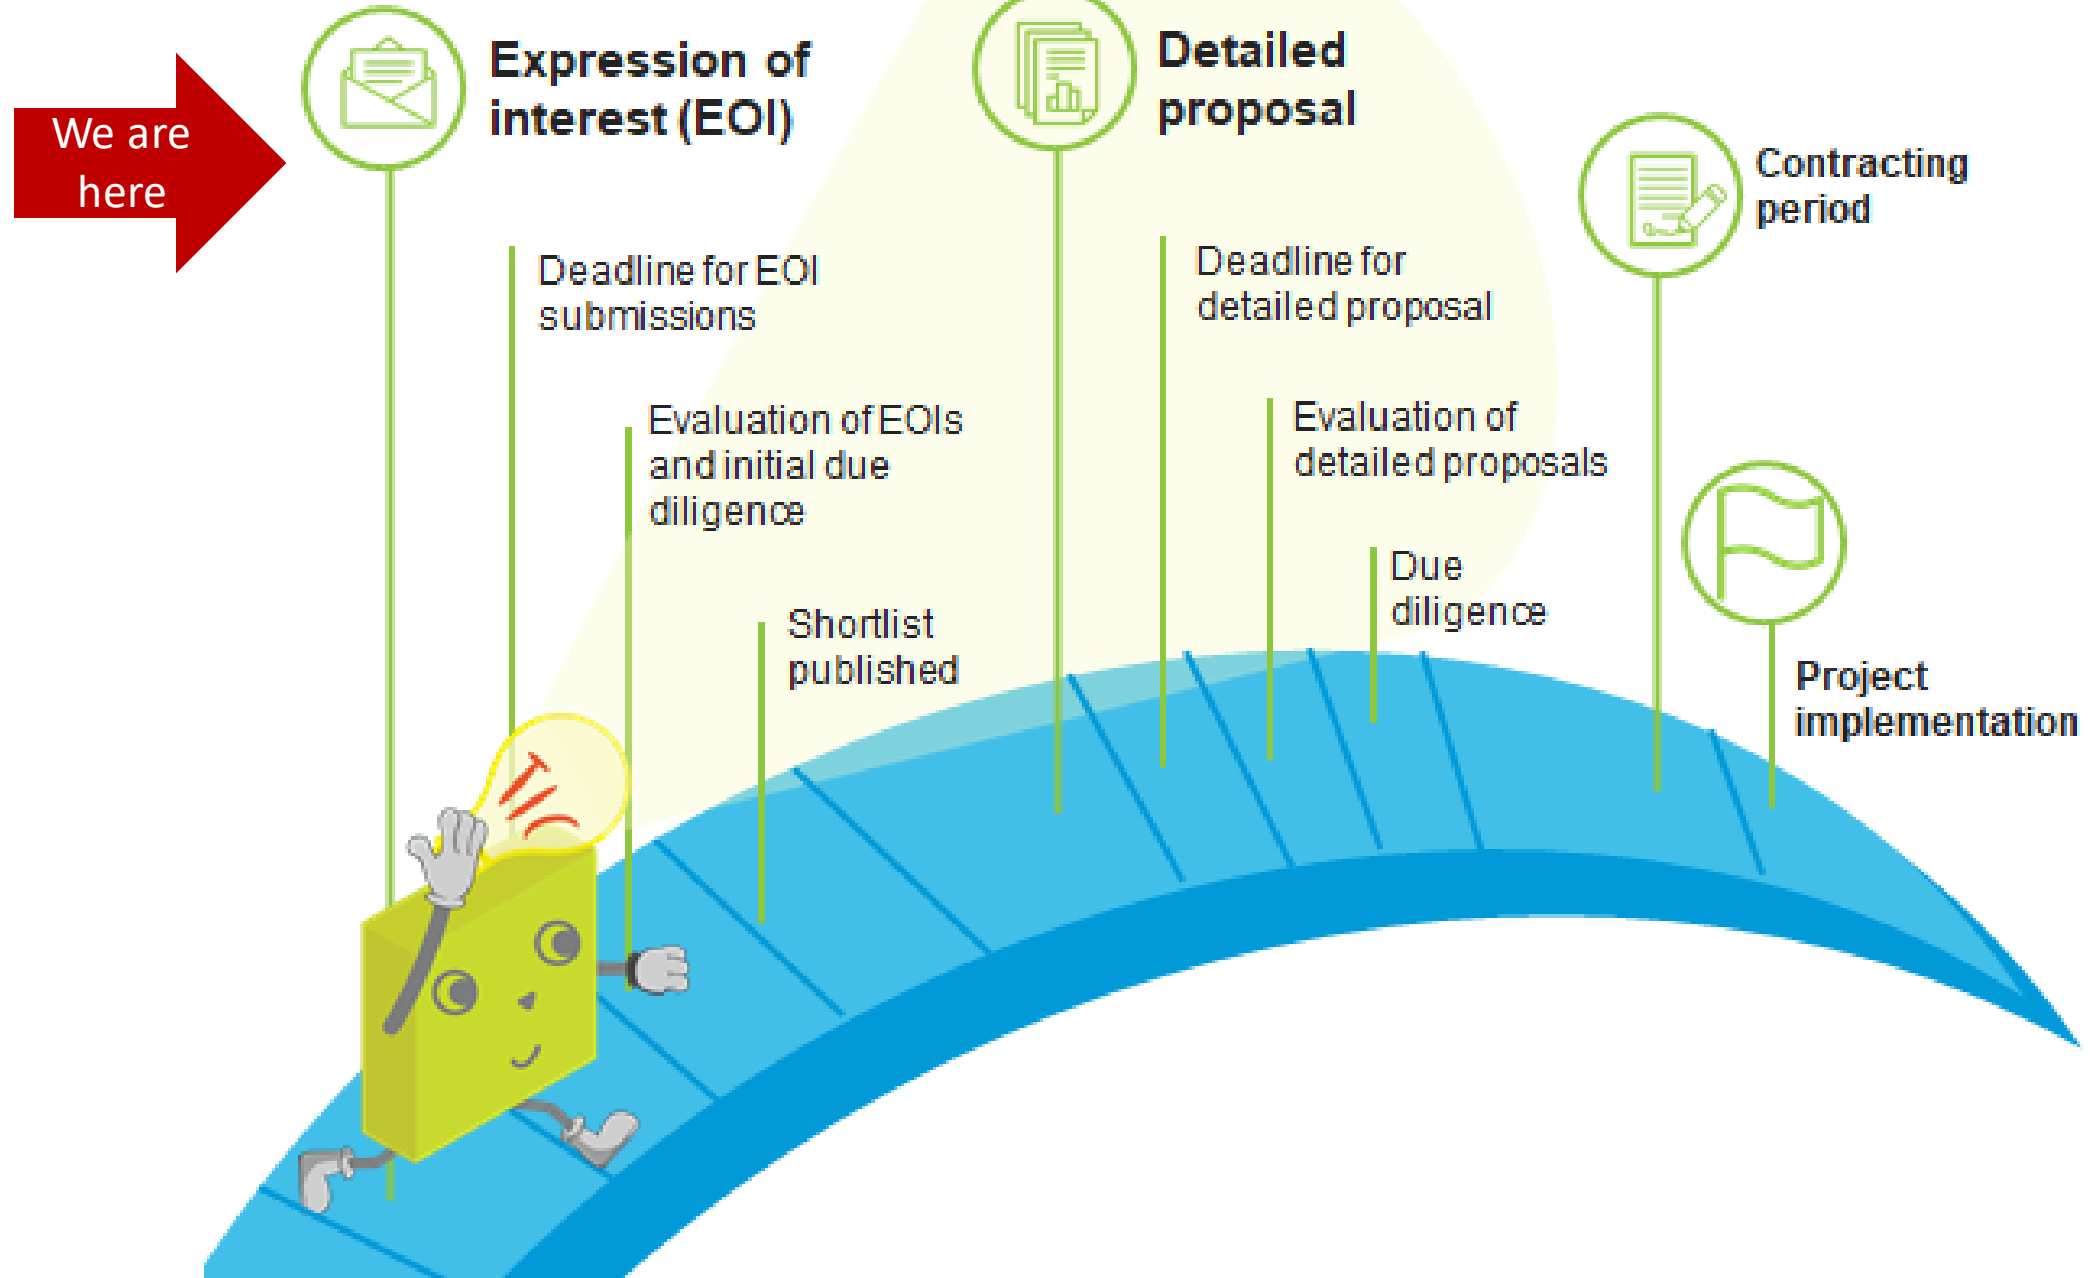 We are
here
Expression of
interest (EOI)
Deadline for EOI
submissions
Evaluation of EOIs
and initial due
diligence
Shortlist
published
Detailed
proposal
Deadline for
detailed proposal
Evaluation of
detailed proposals
Due
diligence
Contracting
period
Project
implementation